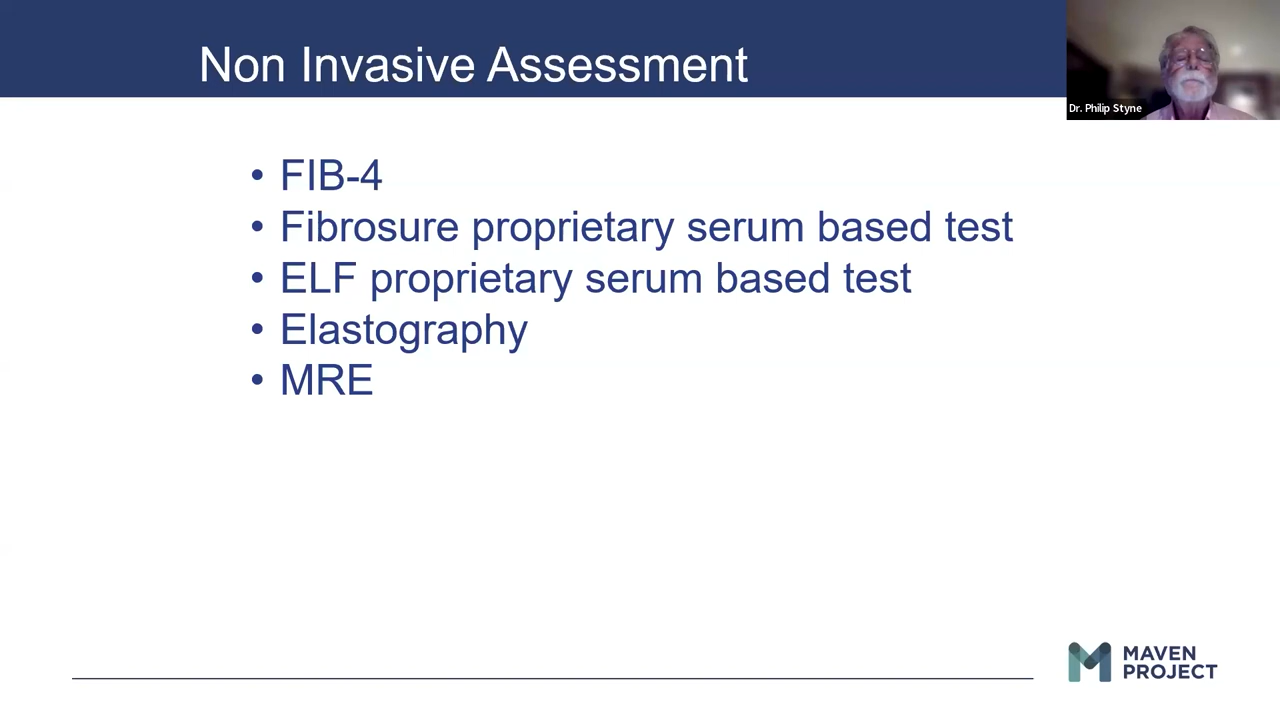 Non Invasive Assessment
Dr. Philip Styne
• FIB-4
• Fibrosure proprietary serum based test
• ELF proprietary serum based test
• Elastography
• MRE
MAVEN
PROJECT